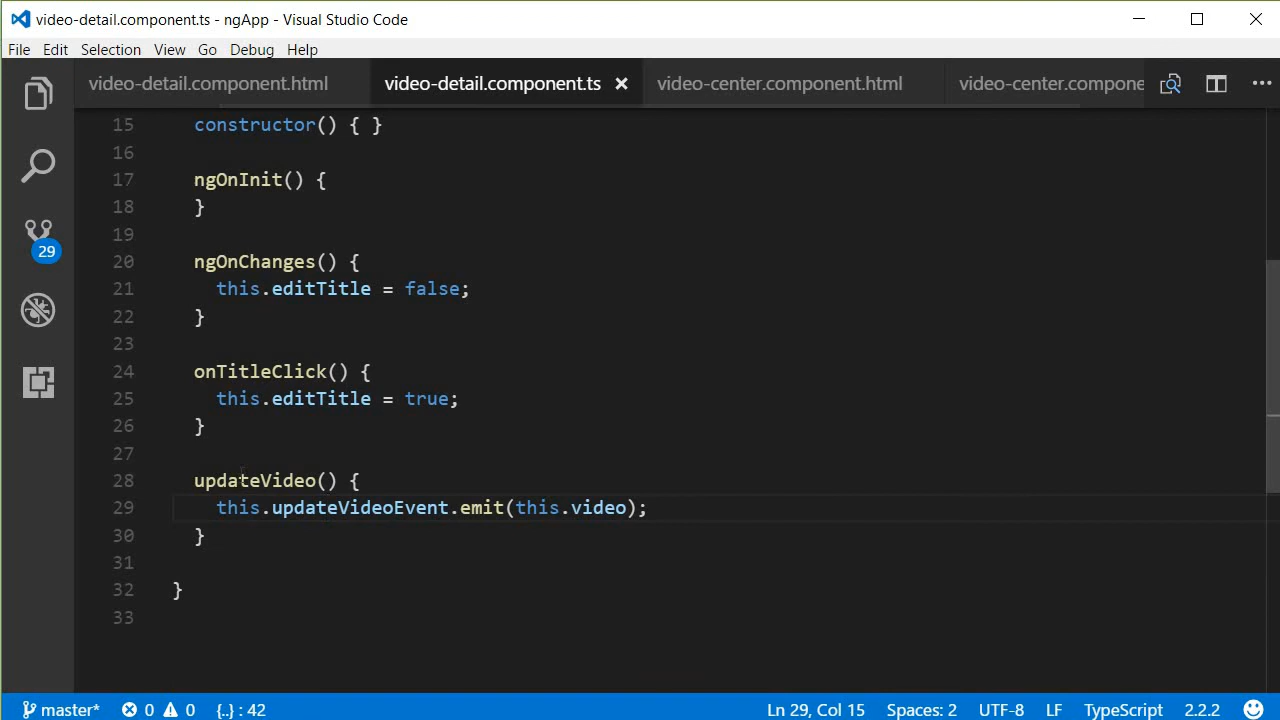 video-detail.component.ts - ngApp - Visual Studio Code
File Edit Selection View Go Debug Help
video-detail.component.html video-detail.component.ts video-center.component.html video-center.compone
15 constructor() { }
16
17 ngOnInit() {
18 }
19
20 ngOnChanges() {
21 this.editTitle = false;
22 }
23
24 onTitleClick() {
25 this.editTitle = true;
26 }
27
28 updateVideo() {
29 this.updateVideoEvent.emit(this.video);
30 }
31
32 }
33
29
master* 0 0 {..} : 42 Ln 29, Col 15 Spaces: 2 UTF-8 LF TypeScript 2.2.2